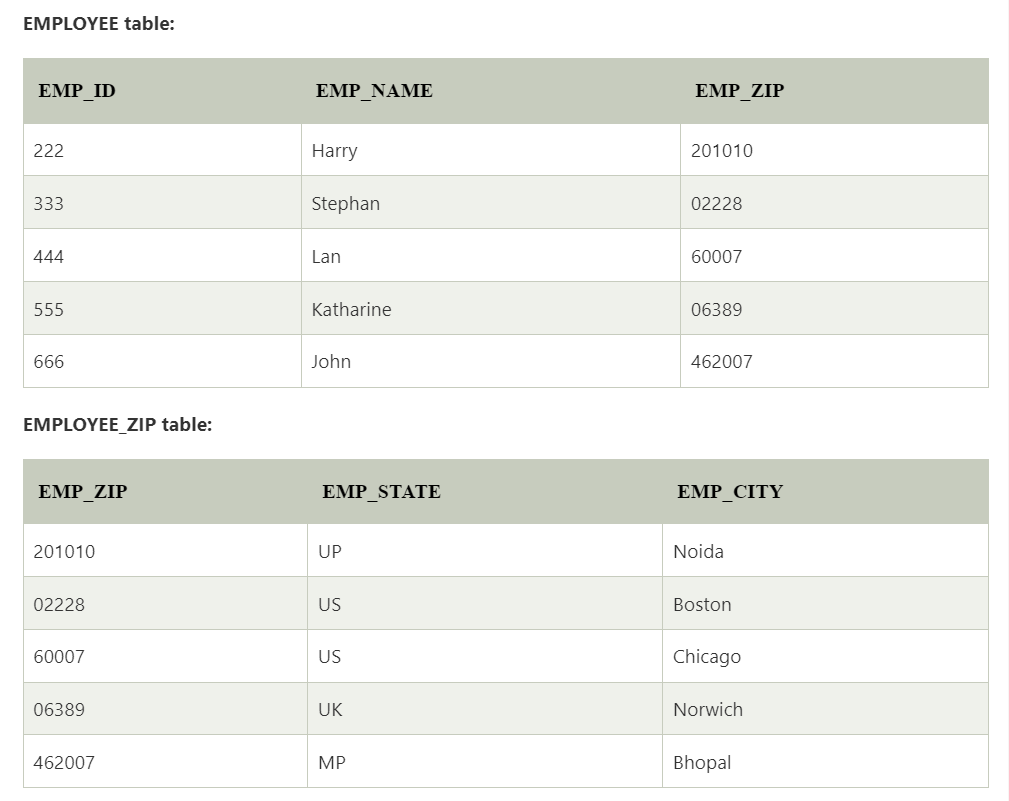 EMPLOYEE table:
EMP_ID EMP_NAME EMP_ZIP
222 Harry 201010
333 Stephan 02228
444 Lan 60007
555 Katharine 06389
666 John 462007
EMPLOYEE_ZIP table:
EMP_ZIP EMP_STATE EMP_CITY
201010 UP Noida
02228 US Boston
60007 US Chicago
06389 UK Norwich
462007 MP Bhopal